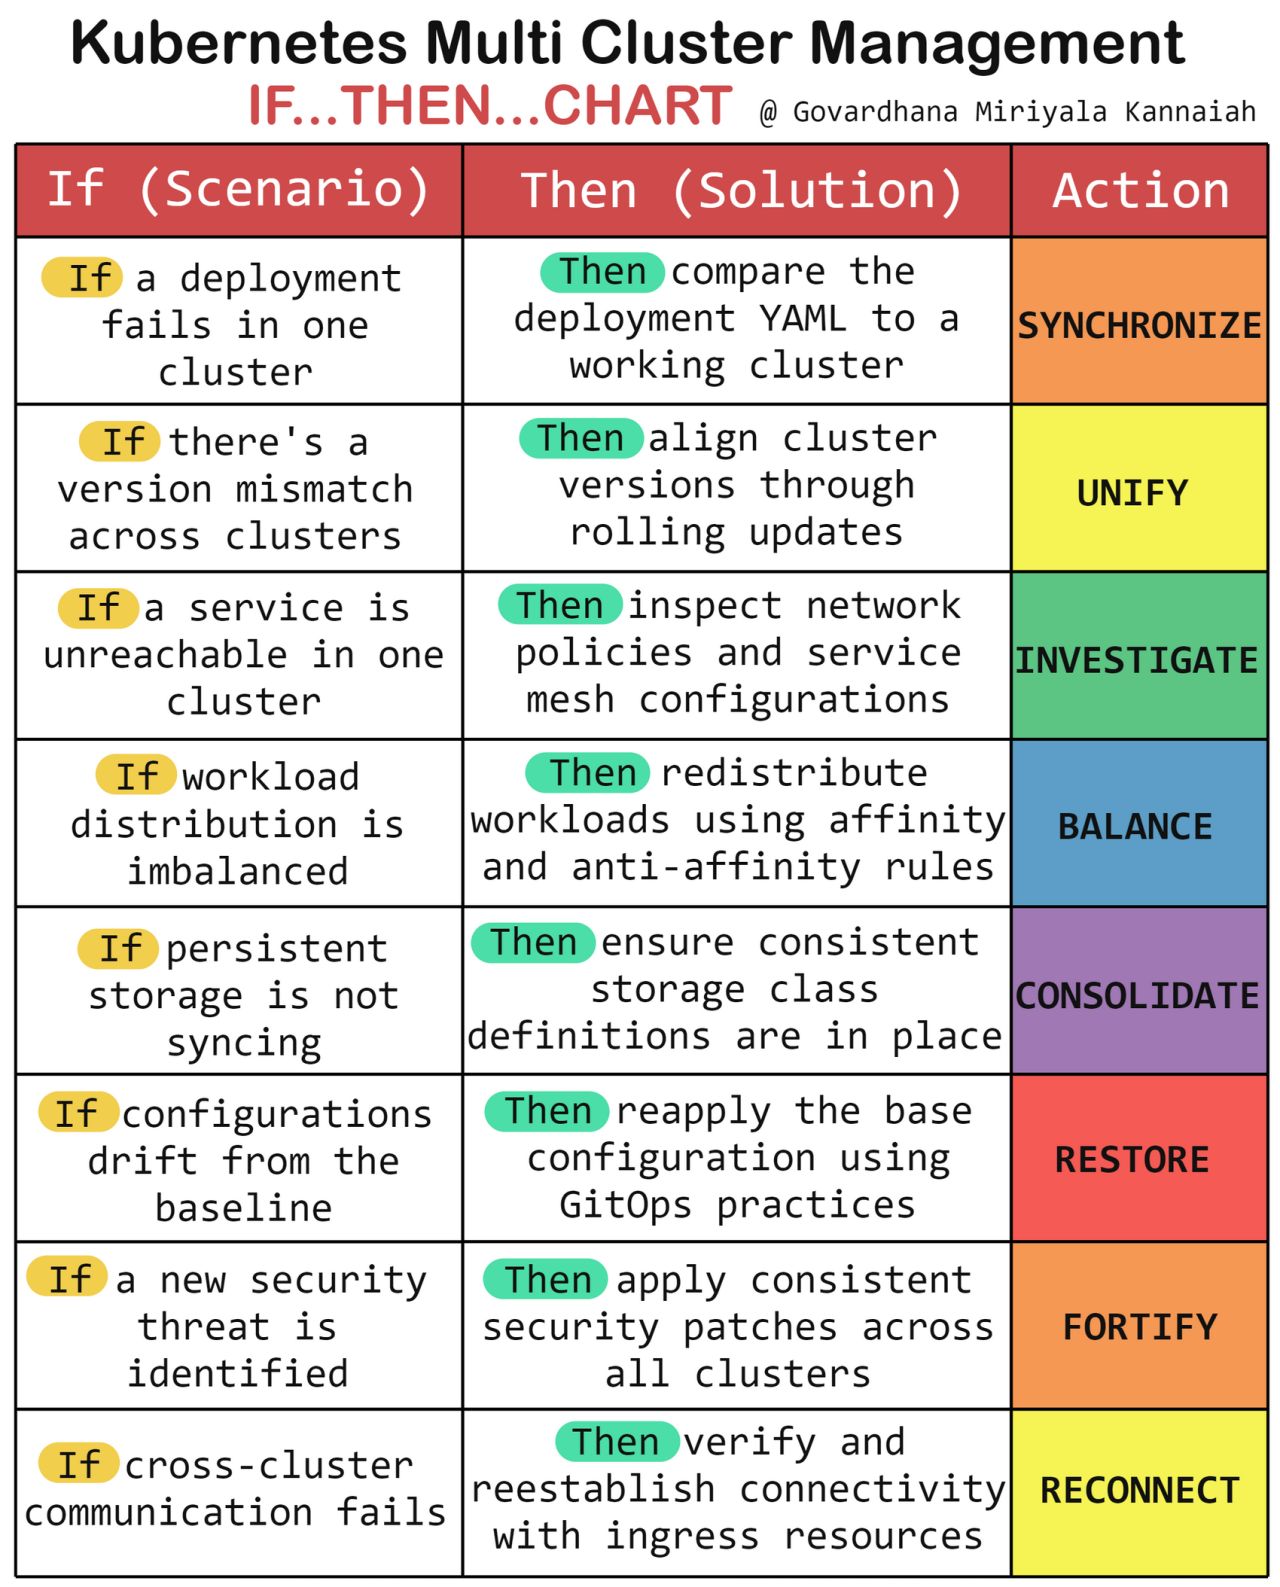 Kubernetes Multi Cluster Management
IF...THEN...CHART @ Govardhana Miriyala Kannaiah
If (Scenario)
Then (Solution)
Action
If a deployment
fails in one
cluster
Then compare the
deployment YAML to a
working cluster
SYNCHRONIZE
If there's a
version mismatch
across clusters
Then align cluster
versions through
rolling updates
UNIFY
If a service is
unreachable in one
cluster
Then inspect network
policies and service
mesh configurations
INVESTIGATE
If workload
distribution is
imbalanced
Then redistribute
workloads using affinity
and anti-affinity rules
BALANCE
If persistent
storage is not
syncing
Then ensure consistent
storage class
definitions are in place
CONSOLIDATE
If configurations
drift from the
baseline
Then reapply the base
configuration using
GitOps practices
RESTORE
If a new security
threat is
identified
Then apply consistent
security patches across
all clusters
FORTIFY
If cross-cluster
communication fails
Then verify and
reestablish connectivity
with ingress resources
RECONNECT